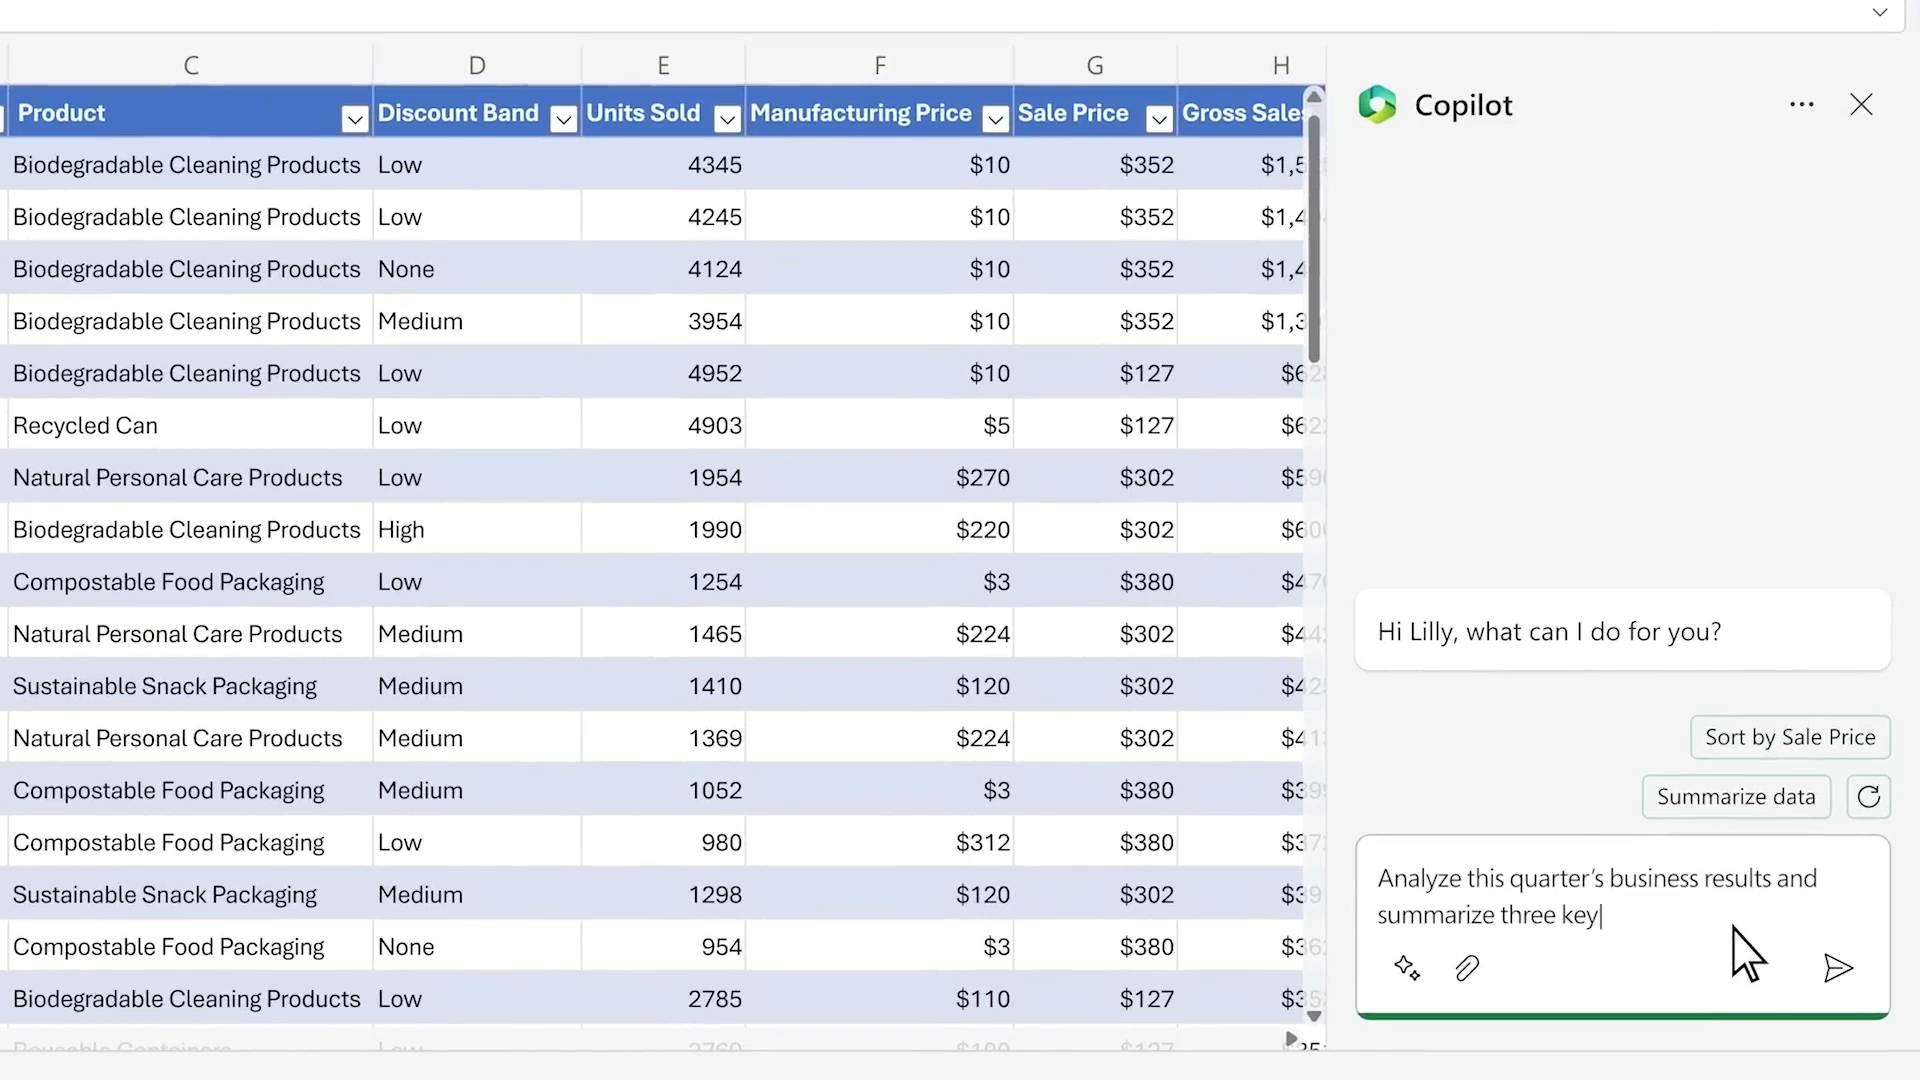 C D E F G H
Product Discount Band Units Sold Manufacturing Price Sale Price Gross Sales
Biodegradable Cleaning Products Low 4345 $10 $352
Biodegradable Cleaning Products Low 4245 $10 $352
Biodegradable Cleaning Products None 4124 $10 $352
Biodegradable Cleaning Products Medium 3954 $10 $352
Biodegradable Cleaning Products Low 4952 $10 $127
Recycled Can Low 4903 $5 $127
Natural Personal Care Products Low 1954 $270 $302
Biodegradable Cleaning Products High 1990 $220 $302
Compostable Food Packaging Low 1254 $3 $380
Natural Personal Care Products Medium 1465 $224 $302
Sustainable Snack Packaging Medium 1410 $120 $302
Natural Personal Care Products Medium 1369 $224 $302
Compostable Food Packaging Medium 1052 $3 $380
Compostable Food Packaging Low 980 $312 $380
Sustainable Snack Packaging Medium 1298 $120 $302
Compostable Food Packaging None 954 $3 $380
Biodegradable Cleaning Products Low 2785 $110 $127
Copilot
Hi Lilly, what can I do for you?
Sort by Sale Price
Summarize data
Analyze this quarter’s business results and
summarize three key